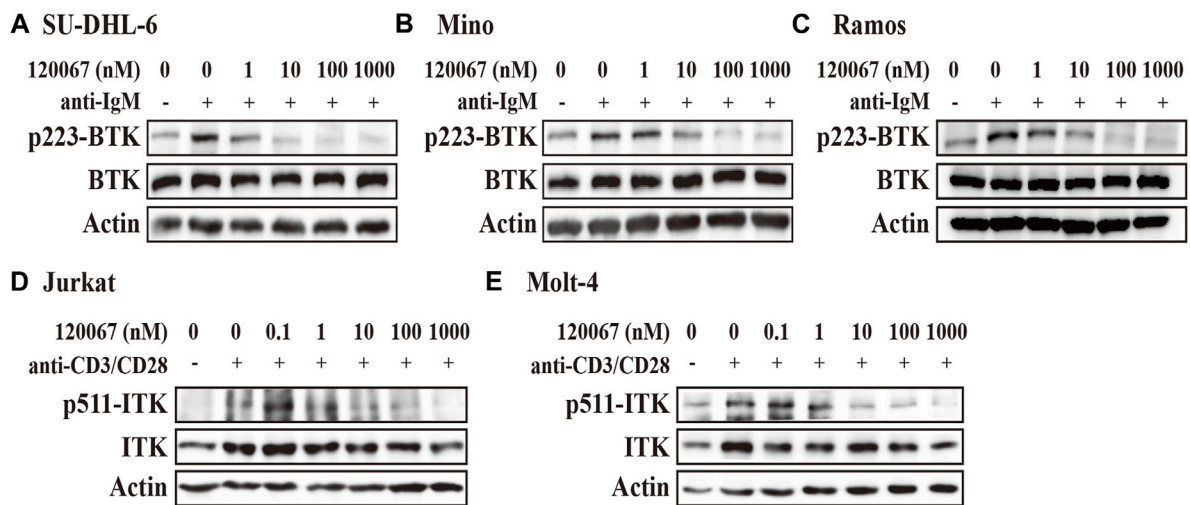 A SU-DHL-6
120067 (nM) 0 0 1 10 100 1000
anti-IgM - + + + + +
p223-BTK
BTK
Actin
B Mino
120067 (nM) 0 0 1 10 100 1000
anti-IgM - + + + + +
p223-BTK
BTK
Actin
C Ramos
120067 (nM) 0 0 1 10 100 1000
anti-IgM - + + + + +
p223-BTK
BTK
Actin
D Jurkat
120067 (nM) 0 0 0.1 1 10 100 1000
anti-CD3/CD28 - + + + + + +
p511-ITK
ITK
Actin
E Molt-4
120067 (nM) 0 0 0.1 1 10 100 1000
anti-CD3/CD28 - + + + + + +
p511-ITK
ITK
Actin